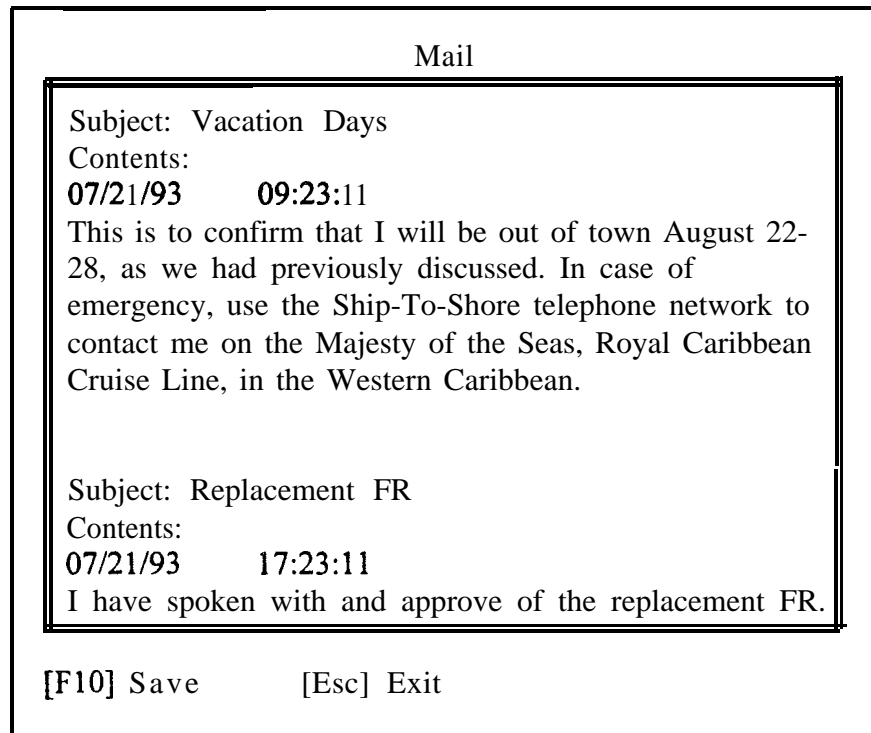 Mail
Subject: Vacation Days
Contents:
07/21/93 09:23:11
This is to confirm that I will be out of town August 22-
28, as we had previously discussed. In case of
emergency, use the Ship-To-Shore telephone network to
contact me on the Majesty of the Seas, Royal Caribbean
Cruise Line, in the Western Caribbean.
Subject: Replacement FR
Contents:
07/21/93 17:23:11
I have spoken with and approve of the replacement FR.
[F10] Save [Esc] Exit